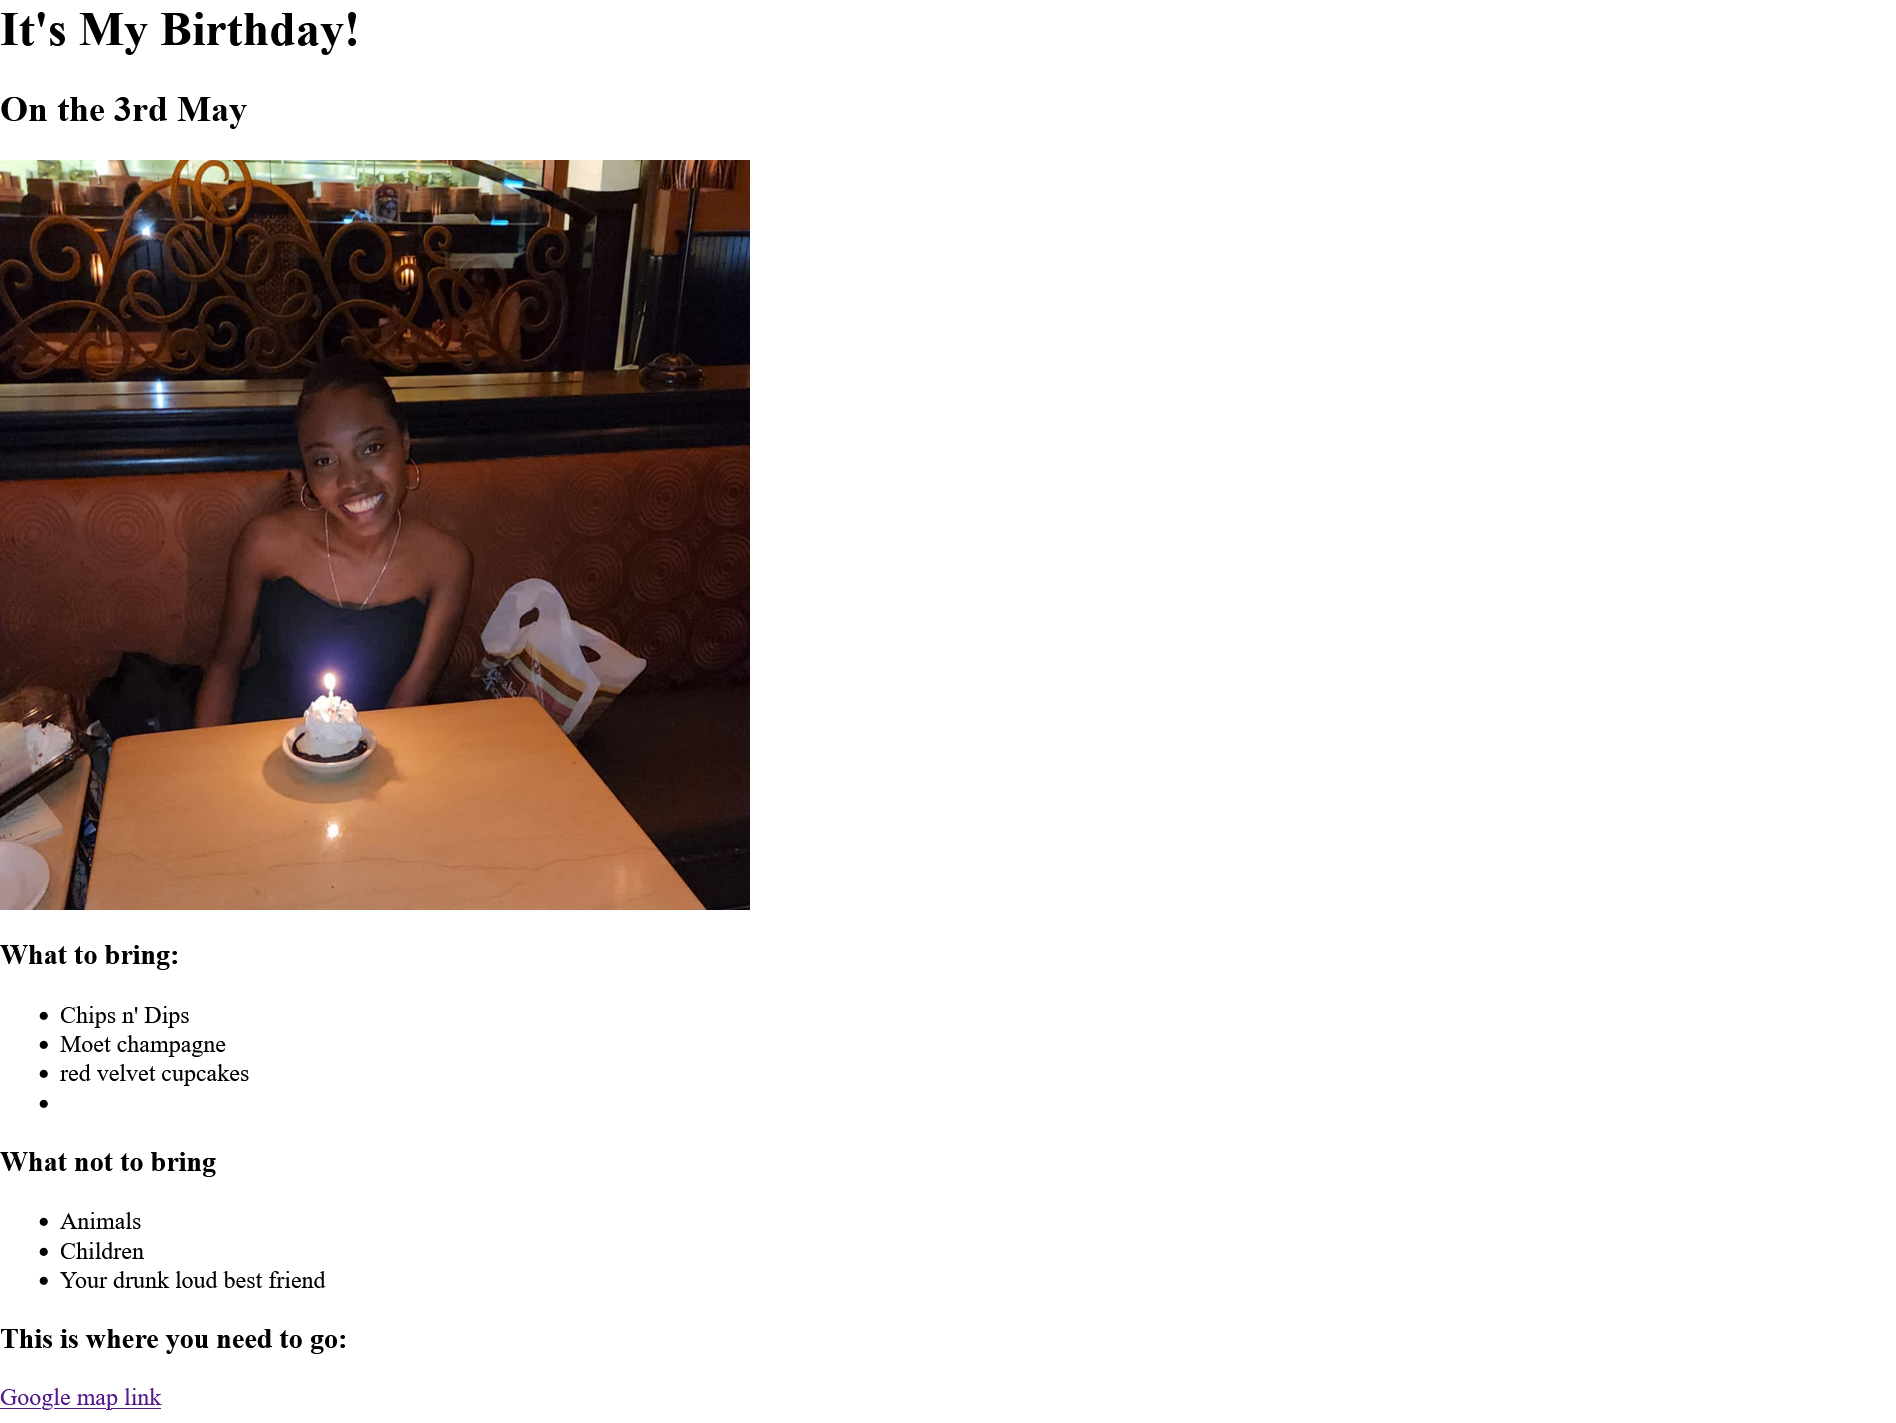 It's My Birthday!
On the 3rd May
What to bring:
Chips n' Dips
Moet champagne
red velvet cupcakes
What not to bring
Animals
Children
Your drunk loud best friend
This is where you need to go:
Google map link